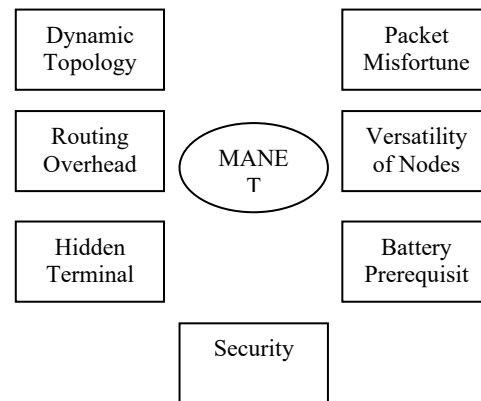 Dynamic
Topology
Packet
Misfortune
Routing
Overhead
MANE
T
Versatility
of Nodes
Hidden
Terminal
Battery
Prerequisit
Security